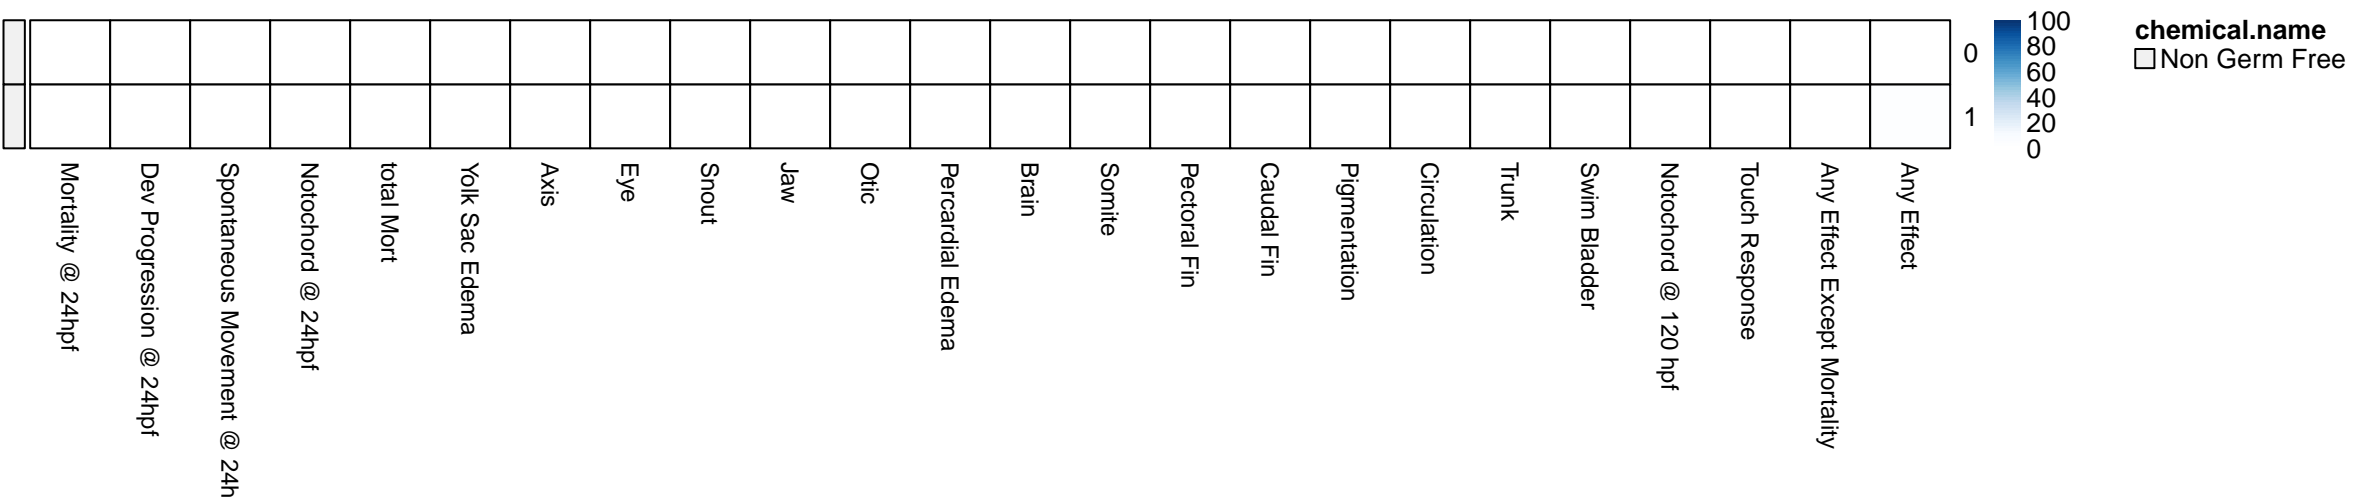 0
1
100
80
60
40
20
0
chemical.name
Non Germ Free
Mortality @ 24hpf
Dev Progression @ 24hpf
Spontaneous Movement @ 24h
Notochord @ 24hpf
total Mort
Yolk Sac Edema
Axis
Eye
Snout
Jaw
Otic
Percardial Edema
Brain
Somite
Pectoral Fin
Caudal Fin
Pigmentation
Circulation
Trunk
Swim Bladder
Notochord @ 120 hpf
Touch Response
Any Effect Except Mortality
Any Effect